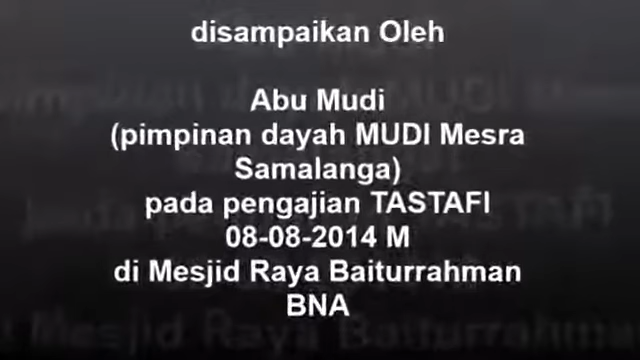 disampaikan Oleh
Abu Mudi
(pimpinan dayah MUDI Mesra
Samalanga)
pada pengajian TASTAFI
08-08-2014 M
di Mesjid Raya Baiturrahman
BNA